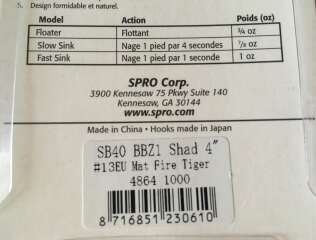 5. Design formidable et naturel.
Model Action Poids (oz)
Floater Flottant ¾ oz
Slow Sink Nage 1 pied par 4 secondes ⅞ oz
Fast Sink Nage 1 pied par 1 seconde 1 oz
SPRO Corp.
3900 Kennesaw 75 Pkwy Suite 140
Kennesaw, GA 30144
www.spro.com
Made in China • Hooks made in Japan
SB40 BBZ1 Shad 4"
#13EU Mat Fire Tiger
4864 1000
8 716851 230610